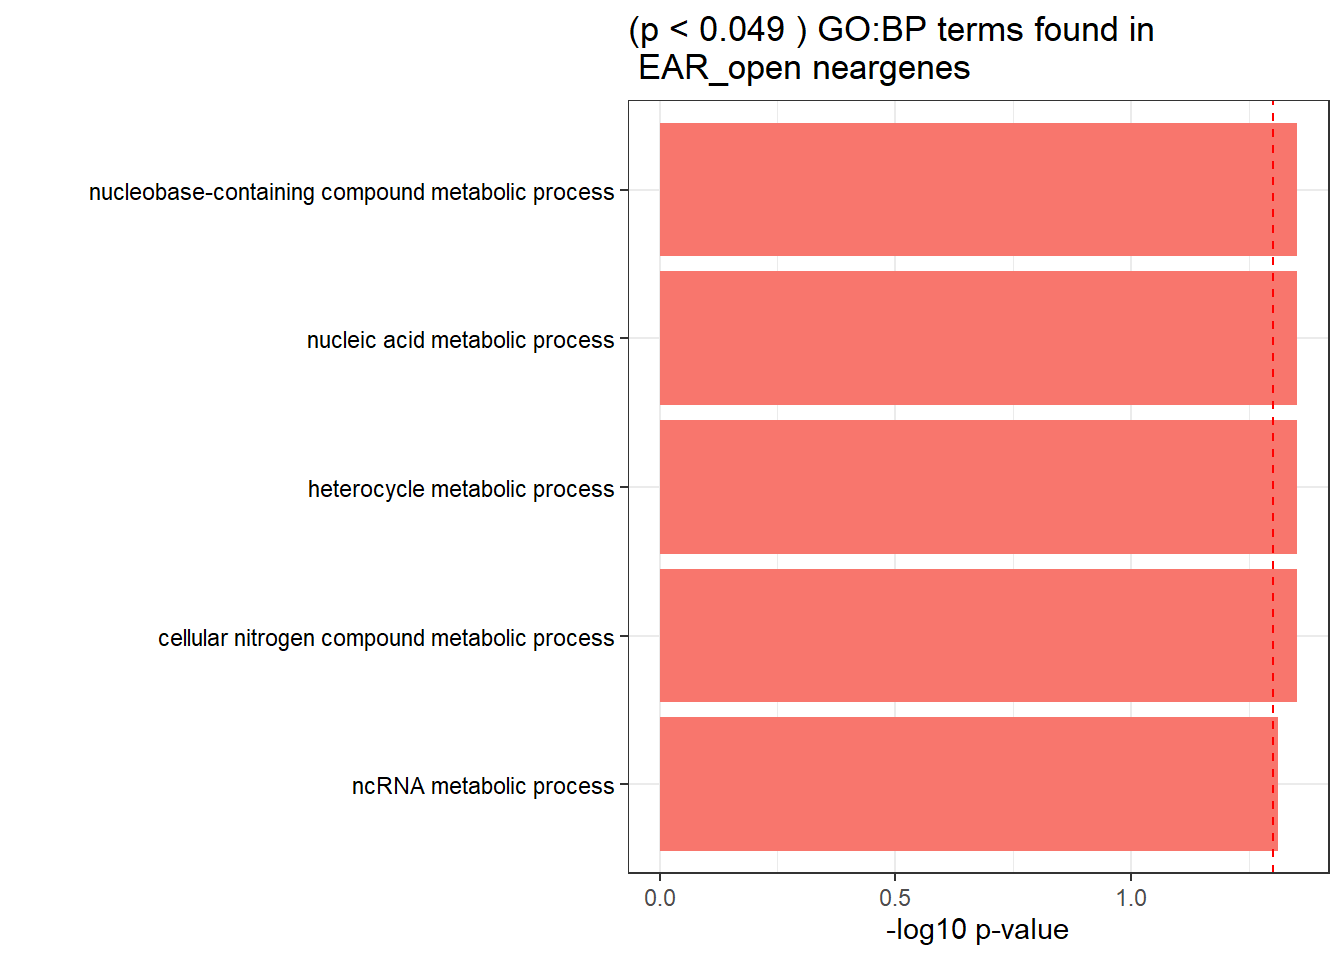 (p < 0.049 ) GO:BP terms found in
EAR_open neargenes
nucleobase-containing compound metabolic process
nucleic acid metabolic process
heterocycle metabolic process
cellular nitrogen compound metabolic process
ncRNA metabolic process
0.0 0.5 1.0
-log10 p-value